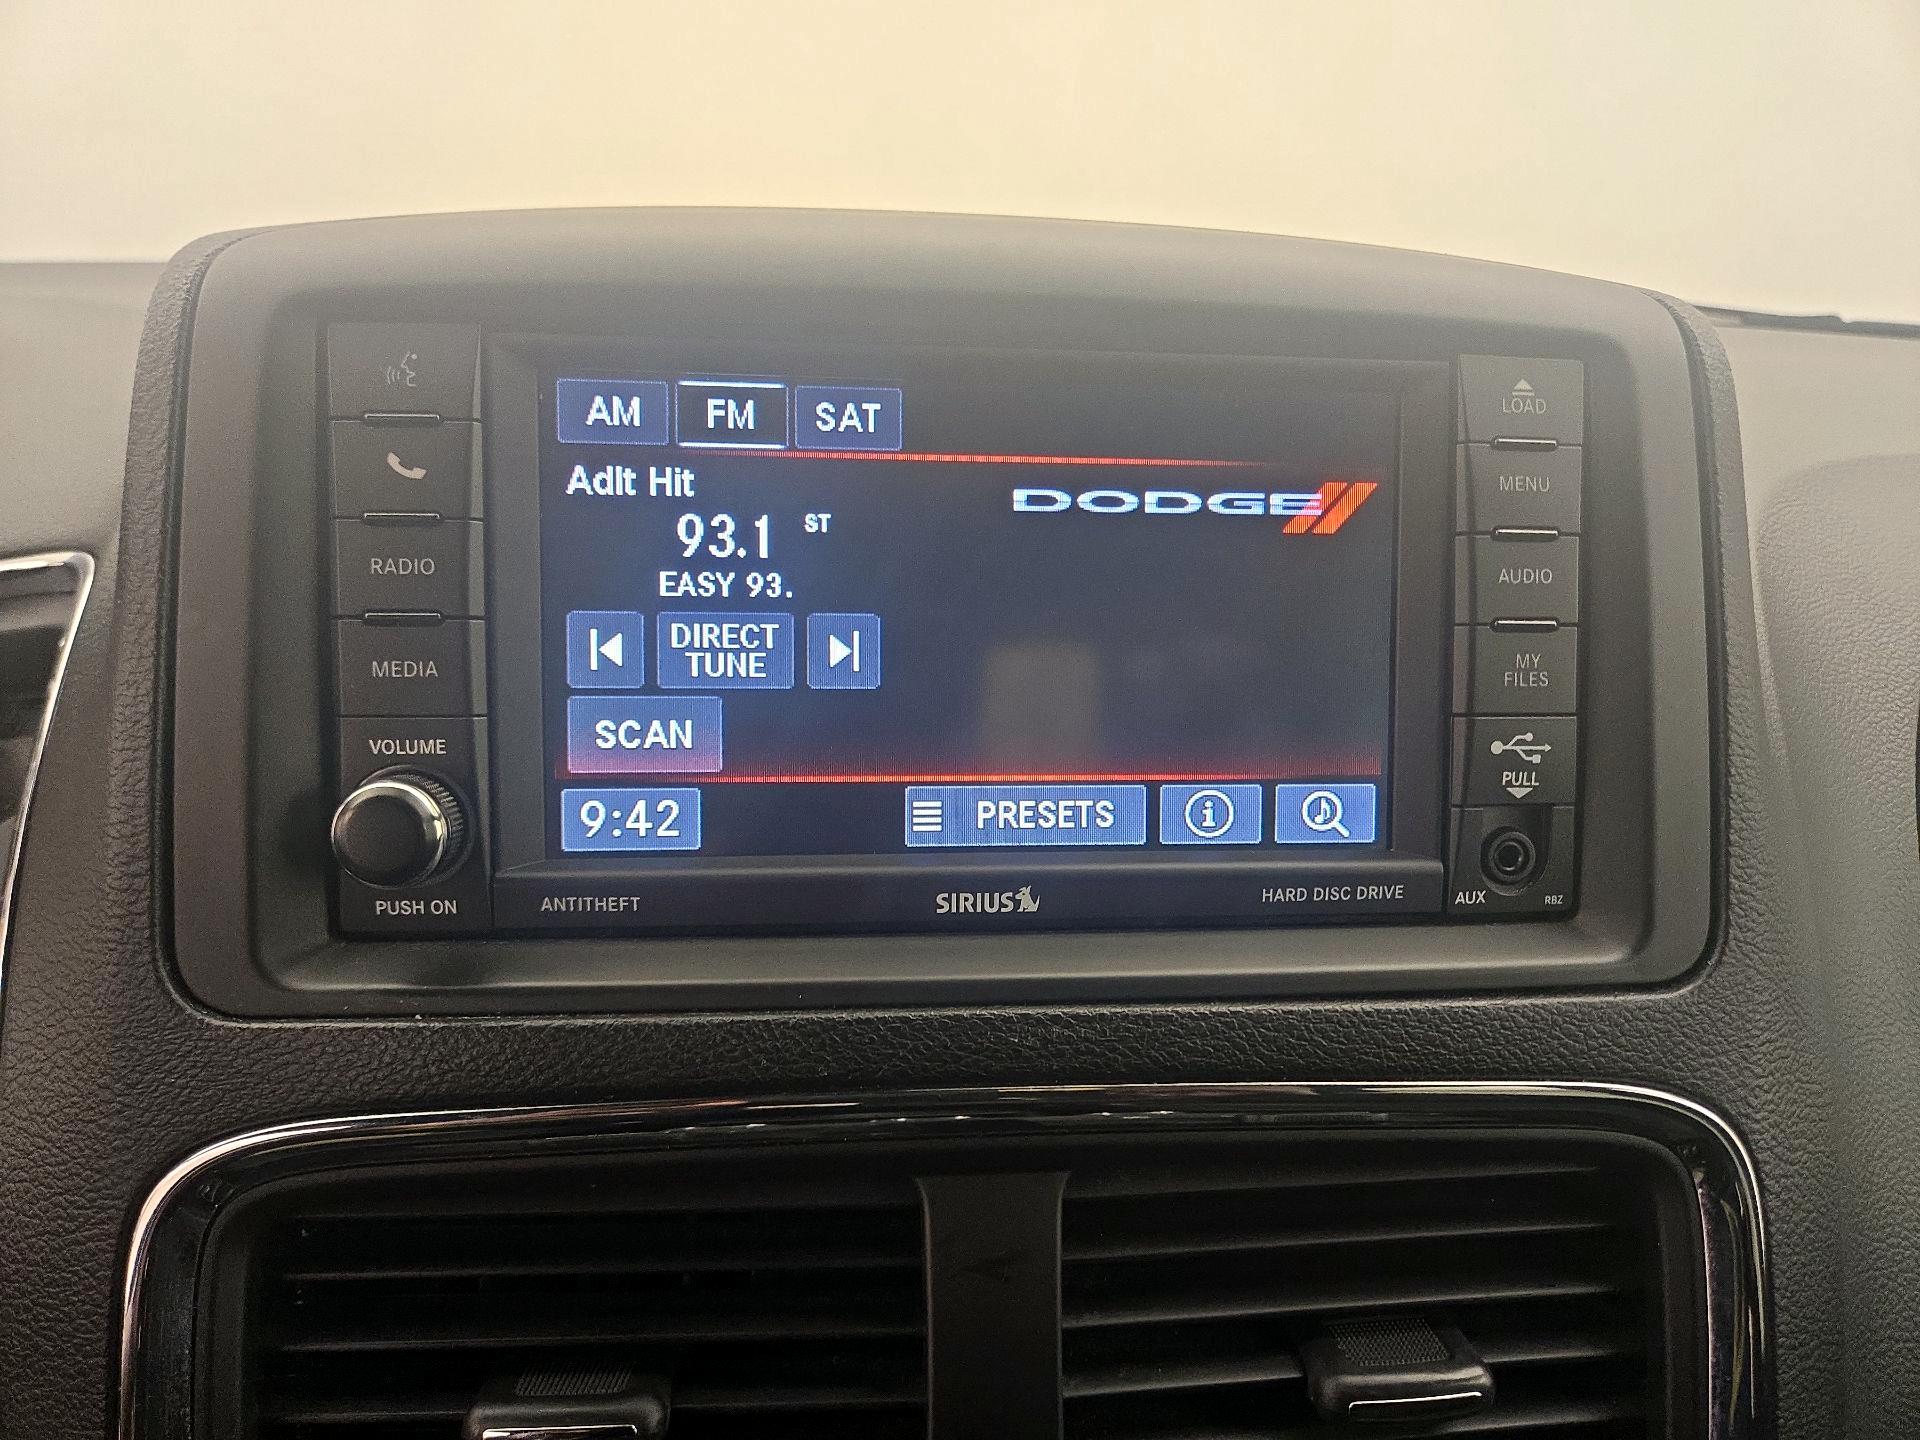 AM FM SAT
Adlt Hit
93.1 ST
EASY 93.
DIRECT
TUNE
SCAN
9:42 PRESETS
DODGE
RADIO
MEDIA
VOLUME
PUSH ON
ANTITHEFT
SIRIUS
HARD DISC DRIVE
LOAD
MENU
AUDIO
MY
FILES
PULL
AUX
RBZ